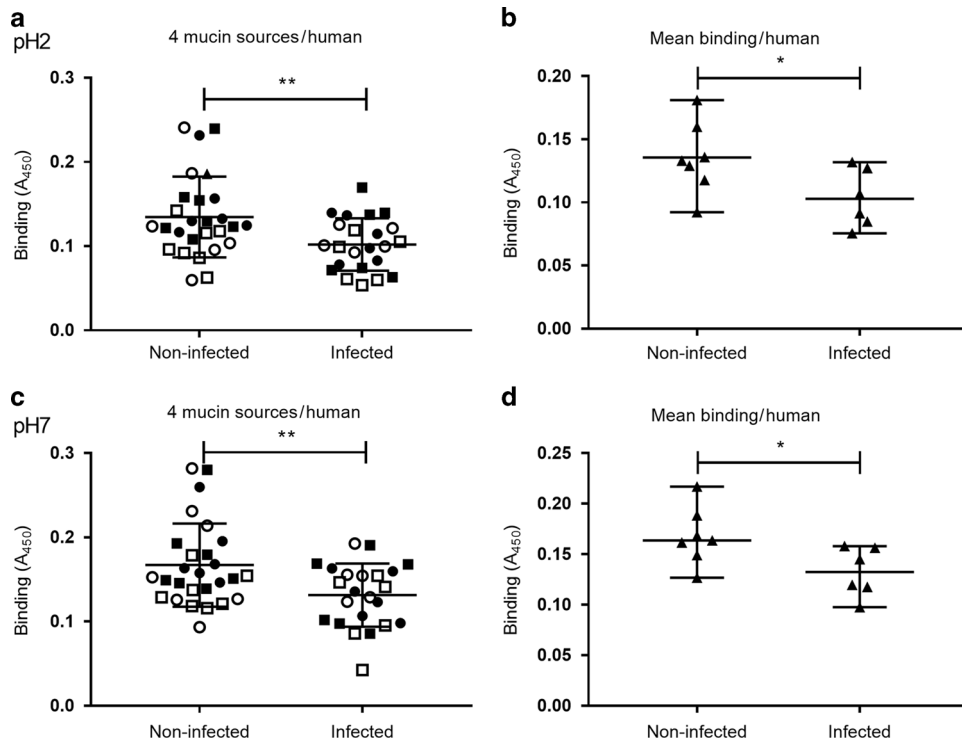 a
pH2
4 mucin sources/human
**
Binding (A450)
0.3
0.2
0.1
0.0
Non-infected Infected
b
Mean binding/human
*
Binding (A450)
0.20
0.15
0.10
0.05
0.00
Non-infected Infected
c
pH7
4 mucin sources/human
**
Binding (A450)
0.3
0.2
0.1
0.0
Non-infected Infected
d
Mean binding/human
*
Binding (A450)
0.25
0.20
0.15
0.10
0.05
0.00
Non-infected Infected